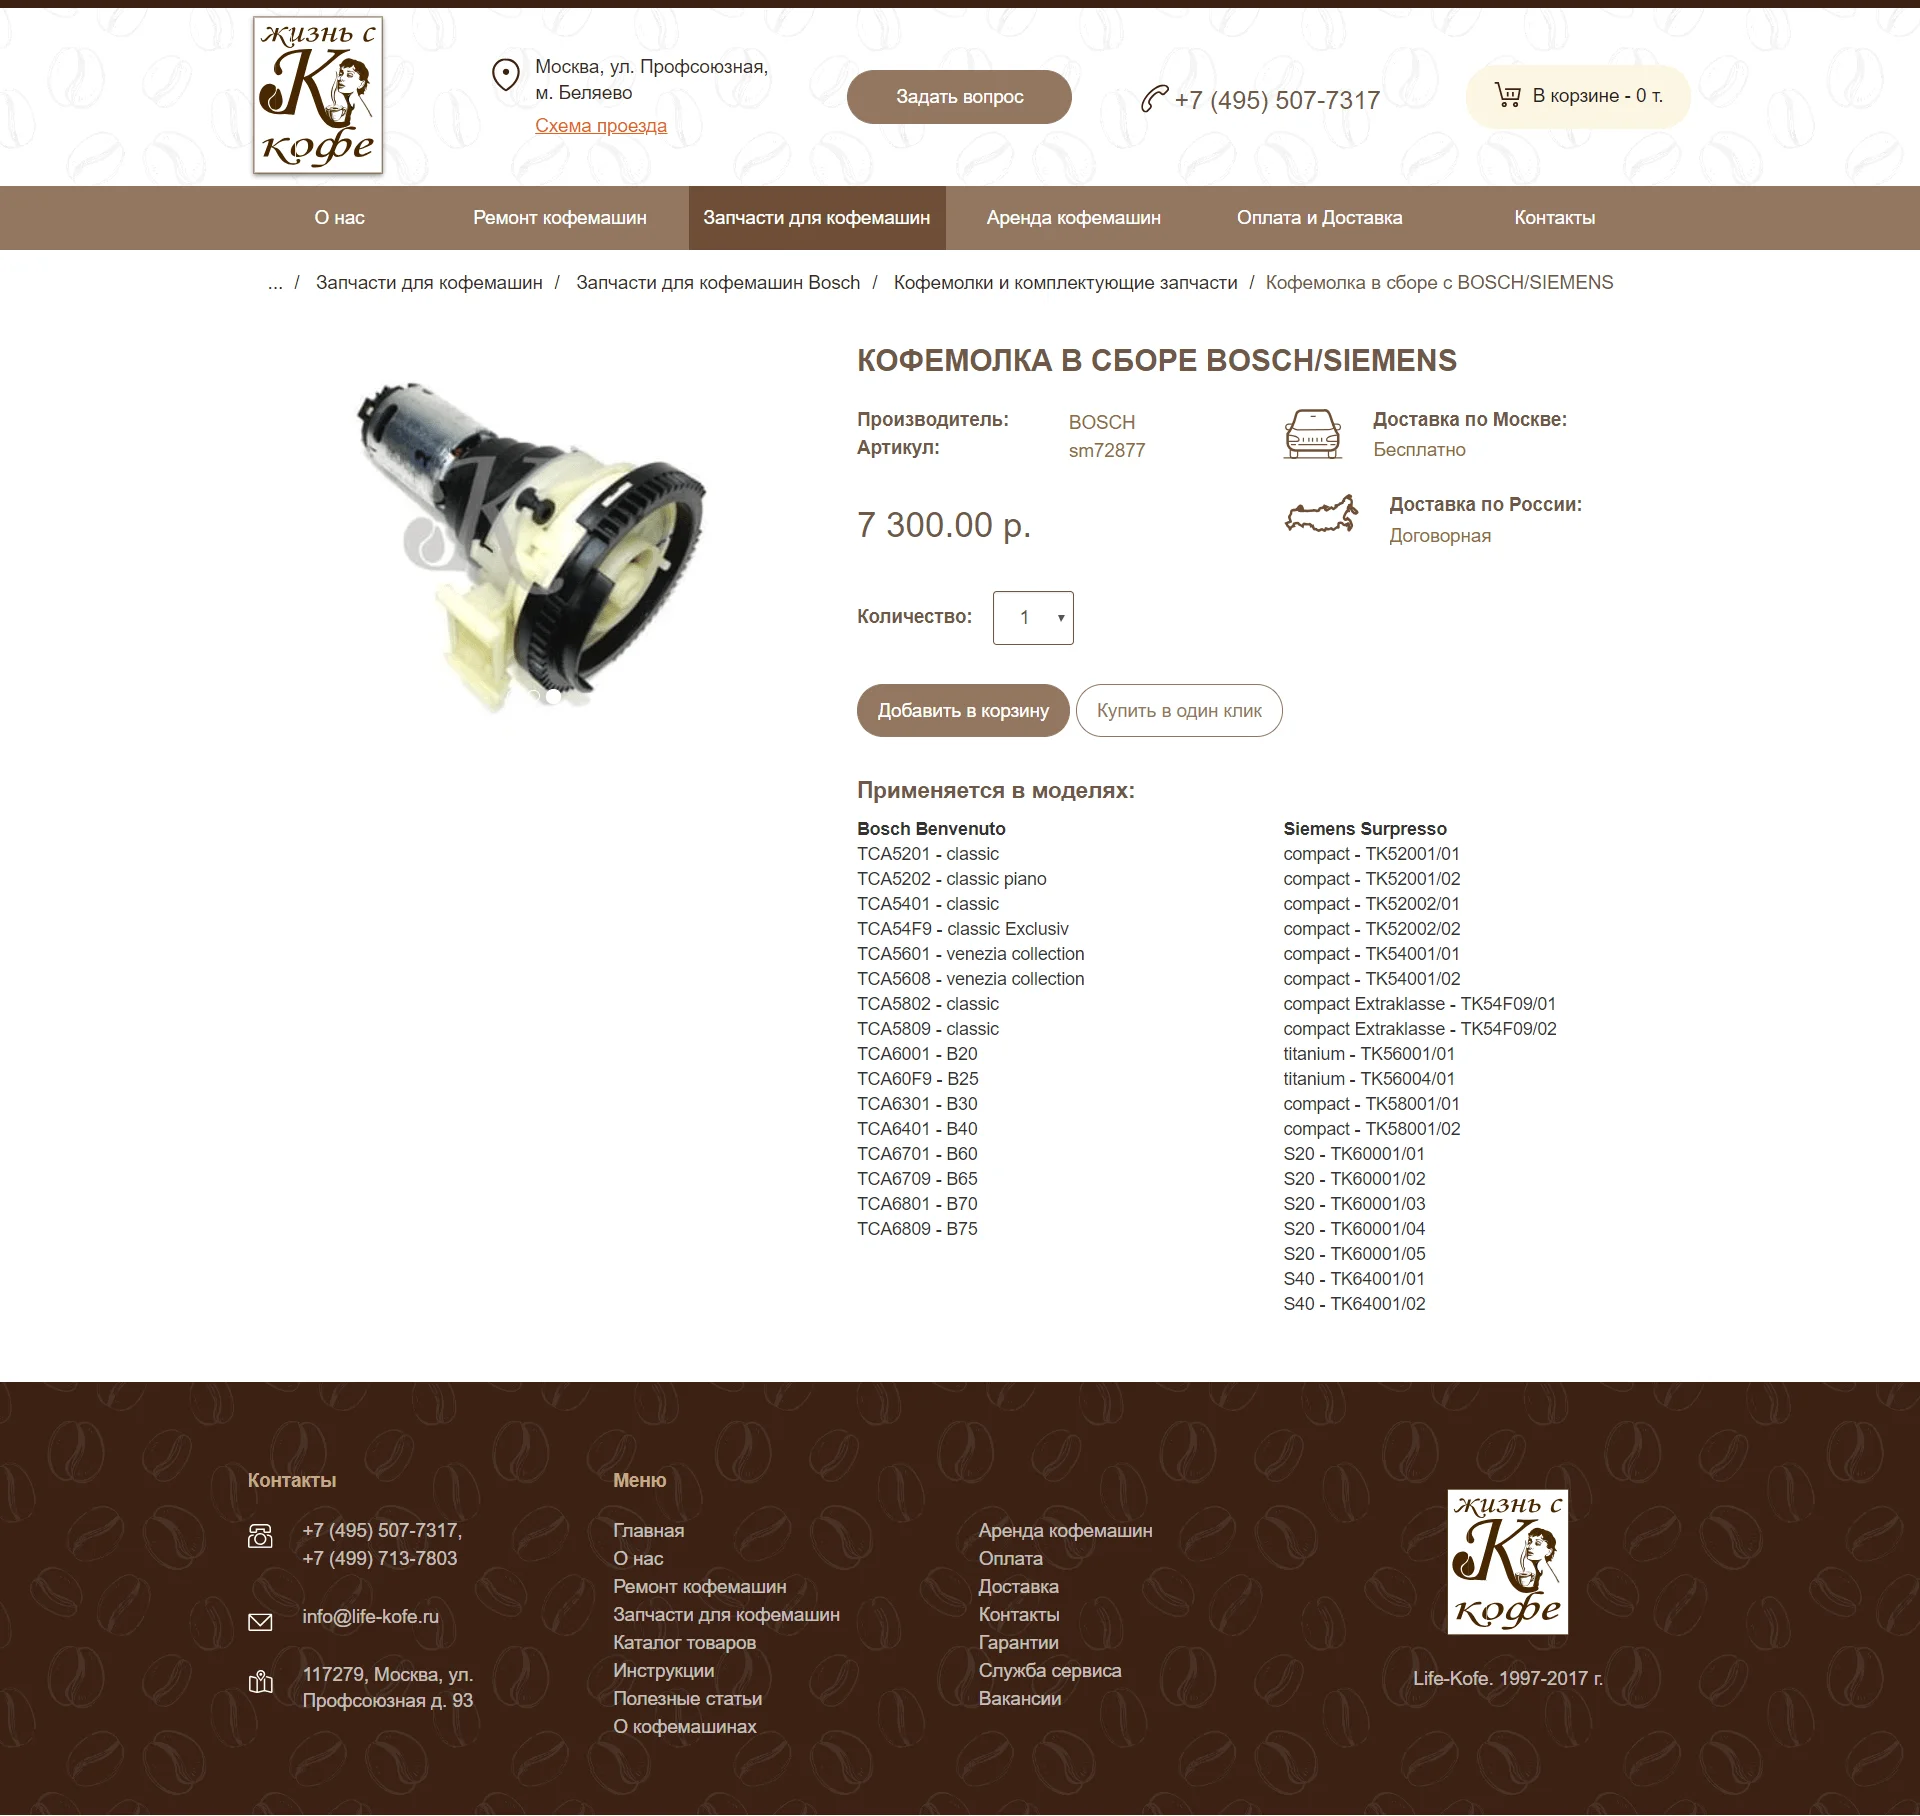 жизнь с
К
кофе
Москва, ул. Профсоюзная,
м. Беляево
Схема проезда
Задать вопрос
+7 (495) 507-7317
В корзине - 0 т.
О нас
Ремонт кофемашин
Запчасти для кофемашин
Аренда кофемашин
Оплата и Доставка
Контакты
... / Запчасти для кофемашин / Запчасти для кофемашин Bosch / Кофемолки и комплектующие запчасти / Кофемолка в сборе с BOSCH/SIEMENS
КОФЕМОЛКА В СБОРЕ BOSCH/SIEMENS
Производитель: BOSCH
Артикул: sm72877
Доставка по Москве:
Бесплатно
Доставка по России:
Договорная
7 300.00 р.
Количество: 1
Добавить в корзину
Купить в один клик
К
Применяется в моделях:
Bosch Benvenuto
TCA5201 - classic
TCA5202 - classic piano
TCA5401 - classic
TCA54F9 - classic Exclusiv
TCA5601 - venezia collection
TCA5608 - venezia collection
TCA5802 - classic
TCA5809 - classic
TCA6001 - B20
TCA60F9 - B25
TCA6301 - B30
TCA6401 - B40
TCA6701 - B60
TCA6709 - B65
TCA6801 - B70
TCA6809 - B75
Siemens Surpresso
compact - TK52001/01
compact - TK52001/02
compact - TK52002/01
compact - TK52002/02
compact - TK54001/01
compact - TK54001/02
compact Extraklasse - TK54F09/01
compact Extraklasse - TK54F09/02
titanium - TK56001/01
titanium - TK56004/01
compact - TK58001/01
compact - TK58001/02
S20 - TK60001/01
S20 - TK60001/02
S20 - TK60001/03
S20 - TK60001/04
S20 - TK60001/05
S40 - TK64001/01
S40 - TK64001/02
Контакты
+7 (495) 507-7317,
+7 (499) 713-7803
info@life-kofe.ru
117279, Москва, ул.
Профсоюзная д. 93
Меню
Главная
О нас
Ремонт кофемашин
Запчасти для кофемашин
Каталог товаров
Инструкции
Полезные статьи
О кофемашинах
Аренда кофемашин
Оплата
Доставка
Контакты
Гарантии
Служба сервиса
Вакансии
жизнь с
К
кофе
Life-Kofe. 1997-2017 г.